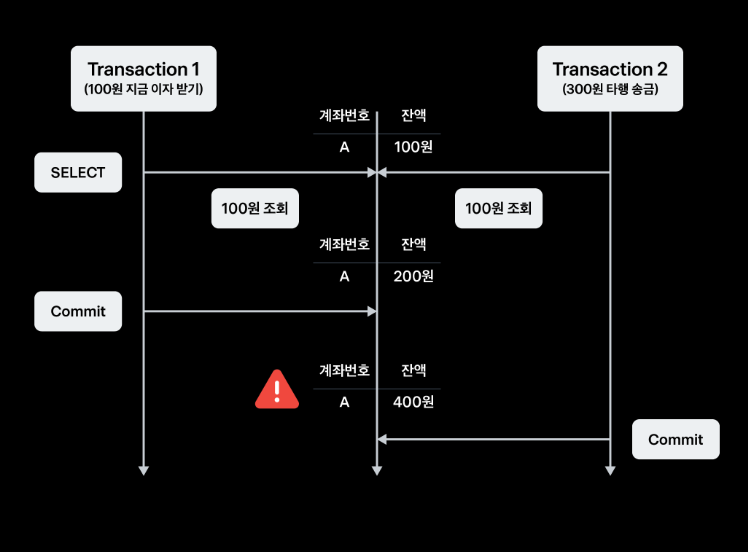 Transaction 1
(100원 지금 이자 받기)
Transaction 2
(300원 타행 송금)
계좌번호 잔액
A 100원
SELECT
100원 조회
100원 조회
계좌번호 잔액
A 200원
Commit
계좌번호 잔액
A 400원
Commit